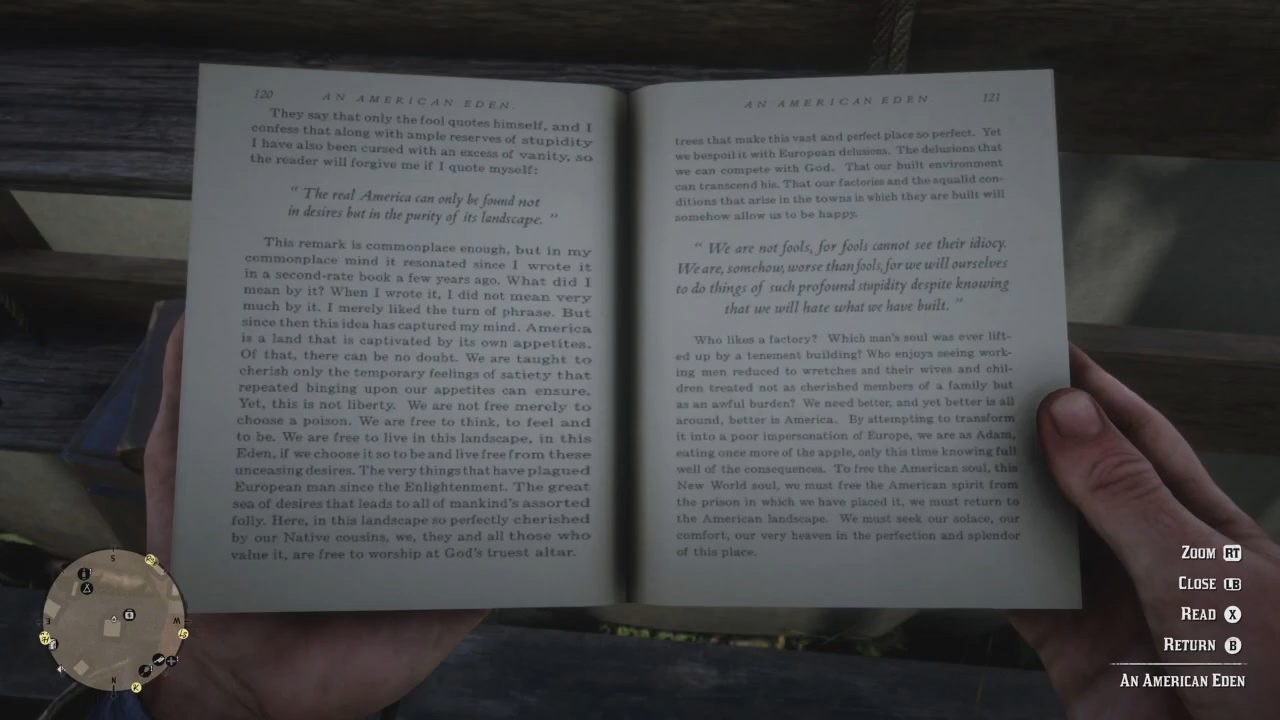 120 AN AMERICAN EDEN.
They say that only the fool quotes himself, and I
confess that along with ample reserves of stupidity
I have also been cursed with an excess of vanity, so
the reader will forgive me if I quote myself:
“ The real America can only be found not
in desires but in the purity of its landscape. ”
This remark is commonplace enough, but in my
commonplace mind it resonated since I wrote it
in a second-rate book a few years ago. What did I
mean by it? When I wrote it, I did not mean very
much by it. I merely liked the turn of phrase. But
since then this idea has captured my mind. America
is a land that is captivated by its own appetites.
Of that, there can be no doubt. We are taught to
cherish only the temporary feelings of satiety that
repeated binging upon our appetites can ensure.
Yet, this is not liberty. We are not free merely to
choose a poison. We are free to think, to feel and
to be. We are free to live in this landscape, in this
Eden, if we choose it so to be and live free from these
unceasing desires. The very things that have plagued
European man since the Enlightenment. The great
sea of desires that leads to all of mankind's assorted
folly. Here, in this landscape so perfectly cherished
by our Native cousins, we, they and all those who
value it, are free to worship at God's truest altar.
AN AMERICAN EDEN 121
trees that make this vast and perfect place so perfect. Yet
we bespoil it with European delusions. The delusions that
we can compete with God. That our built environment
can transcend his. That our factories and the squalid con-
ditions that arise in the towns in which they are built will
somehow allow us to be happy.
“ We are not fools, for fools cannot see their idiocy.
We are, somehow, worse than fools, for we will ourselves
to do things of such profound stupidity despite knowing
that we will hate what we have built. ”
Who likes a factory? Which man's soul was ever lift-
ed up by a tenement building? Who enjoys seeing work-
ing men reduced to wretches and their wives and chil-
dren treated not as cherished members of a family but
as an awful burden? We need better, and yet better is all
around, better is America. By attempting to transform
it into a poor impersonation of Europe, we are as Adam,
eating once more of the apple, only this time knowing full
well of the consequences. To free the American soul, this
New World soul, we must free the American spirit from
the prison in which we have placed it, we must return to
the American landscape. We must seek our solace, our
comfort, our very heaven in the perfection and splendor
of this place.
S
E
W
N
ZOOM RT
CLOSE LB
READ X
RETURN B
AN AMERICAN EDEN